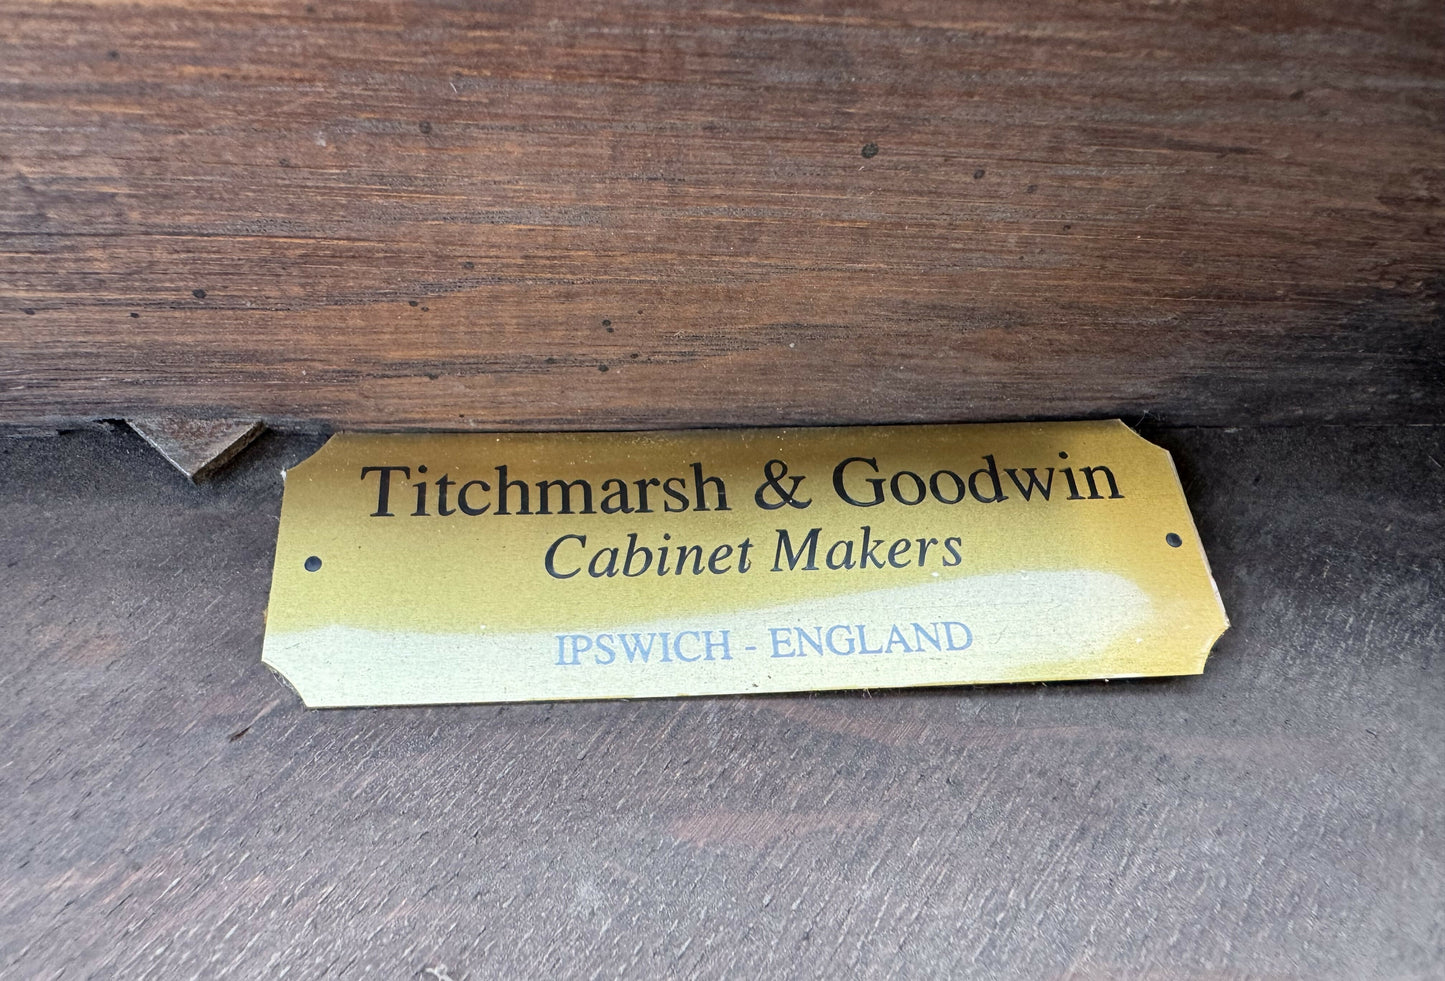 Titchmarsh & Goodwin
Cabinet Makers
IPSWICH - ENGLAND